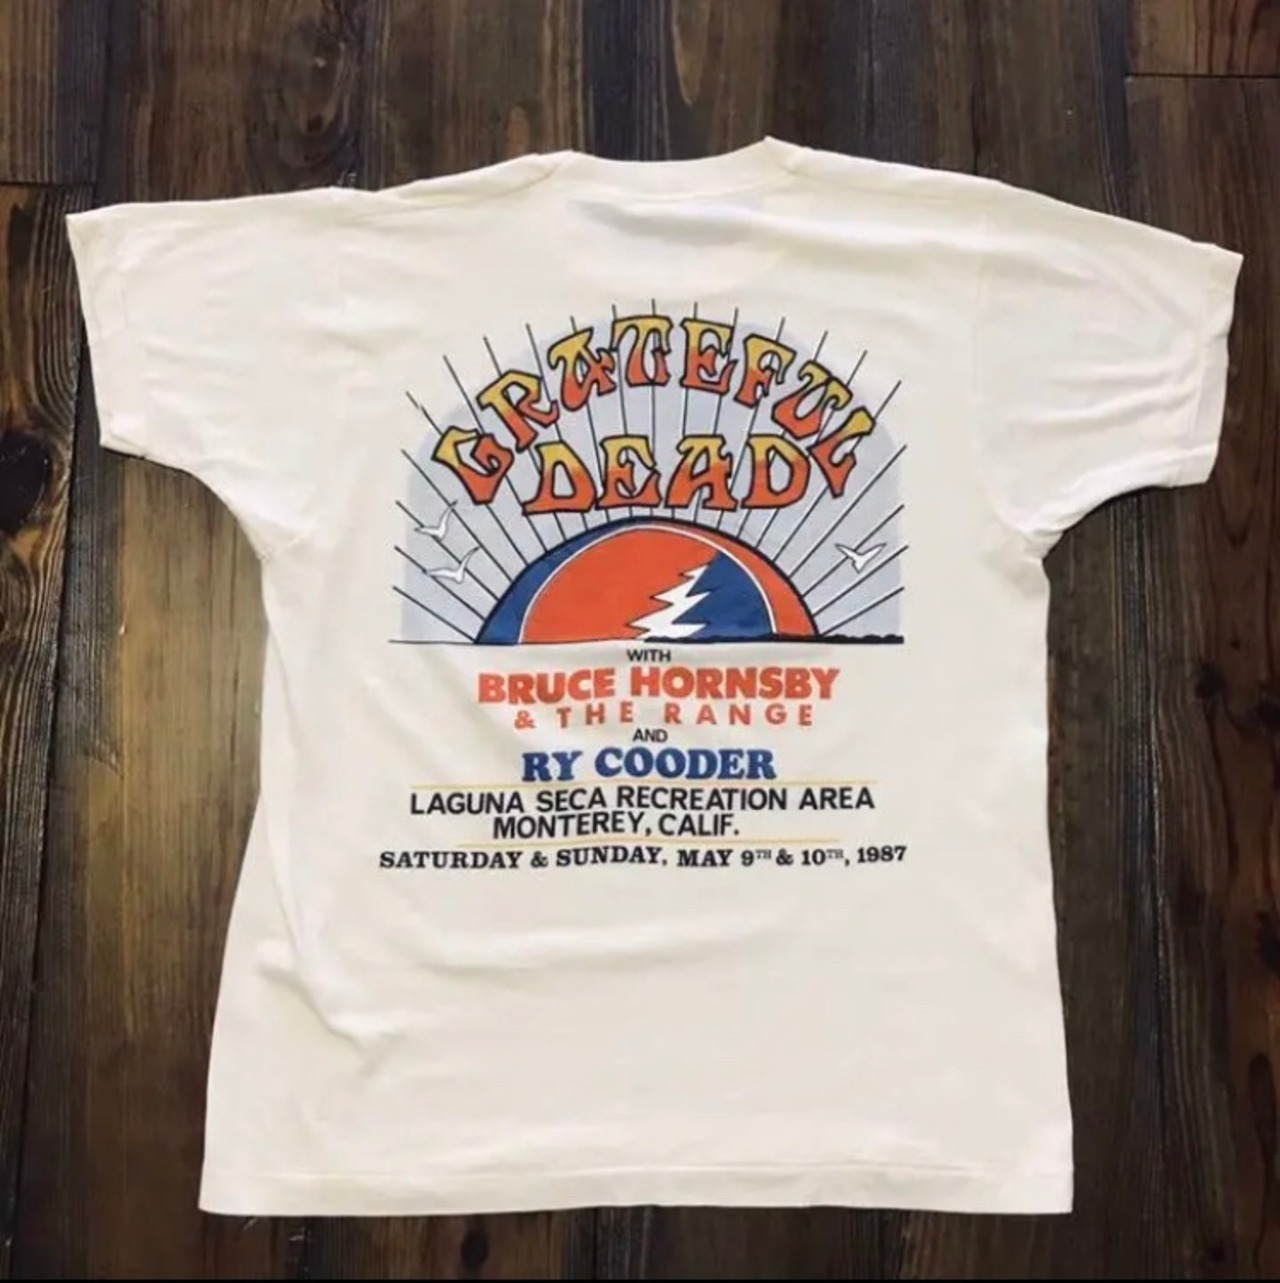 GRATEFUL
DEAD
WITH
BRUCE HORNSBY
& THE RANGE
AND
RY COODER
LAGUNA SECA RECREATION AREA
MONTEREY, CALIF.
SATURDAY & SUNDAY, MAY 9TH & 10TH, 1987